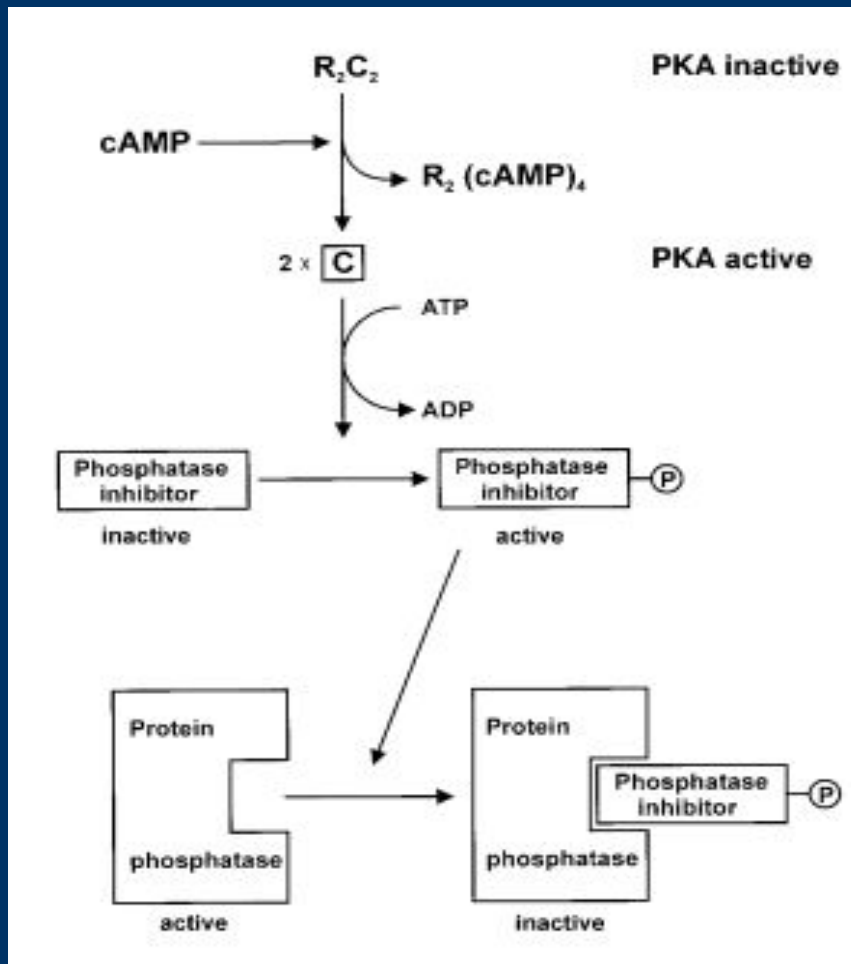 R₂C₂ PKA inactive
cAMP
R₂ (cAMP)₄
2 x C PKA active
ATP
ADP
Phosphatase
inhibitor
inactive
Phosphatase
inhibitor
P
active
Protein
phosphatase
active
Protein
phosphatase
Phosphatase
inhibitor
P
inactive